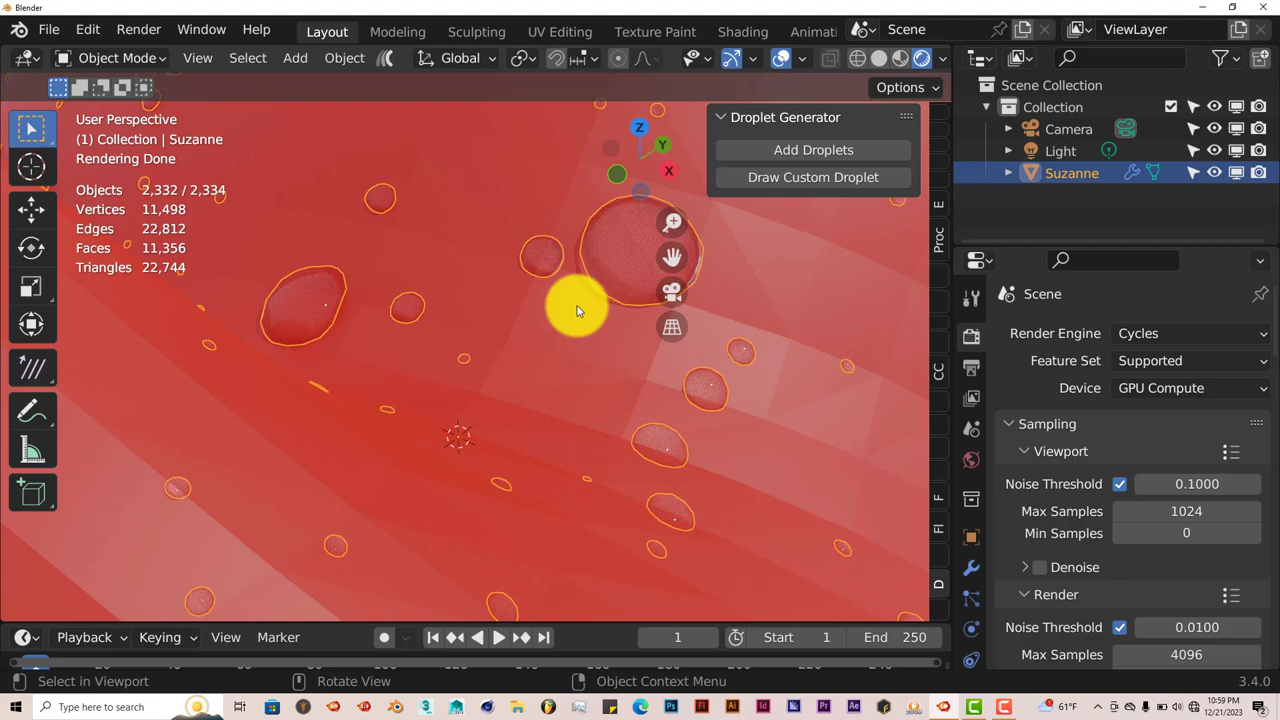 Blender
File Edit Render Window Help Layout Modeling Sculpting UV Editing Texture Paint Shading Animati Scene ViewLayer
Object Mode View Select Add Object Global
Options
User Perspective
(1) Collection | Suzanne
Rendering Done
Objects 2,332 / 2,334
Vertices 11,498
Edges 22,812
Faces 11,356
Triangles 22,744
Z
Y
X
Droplet Generator
Add Droplets
Draw Custom Droplet
E
Proc
CC
F
Fl
D
Scene Collection
Collection
Camera
Light
Suzanne
Scene
Render Engine Cycles
Feature Set Supported
Device GPU Compute
Sampling
Viewport
Noise Threshold 0.1000
Max Samples 1024
Min Samples 0
Denoise
Render
Noise Threshold 0.0100
Max Samples 4096
Playback Keying View Marker 1 Start 1 End 250
Select in Viewport Rotate View Object Context Menu 3.4.0
Type here to search 61°F 10:59 PM
12/21/2023